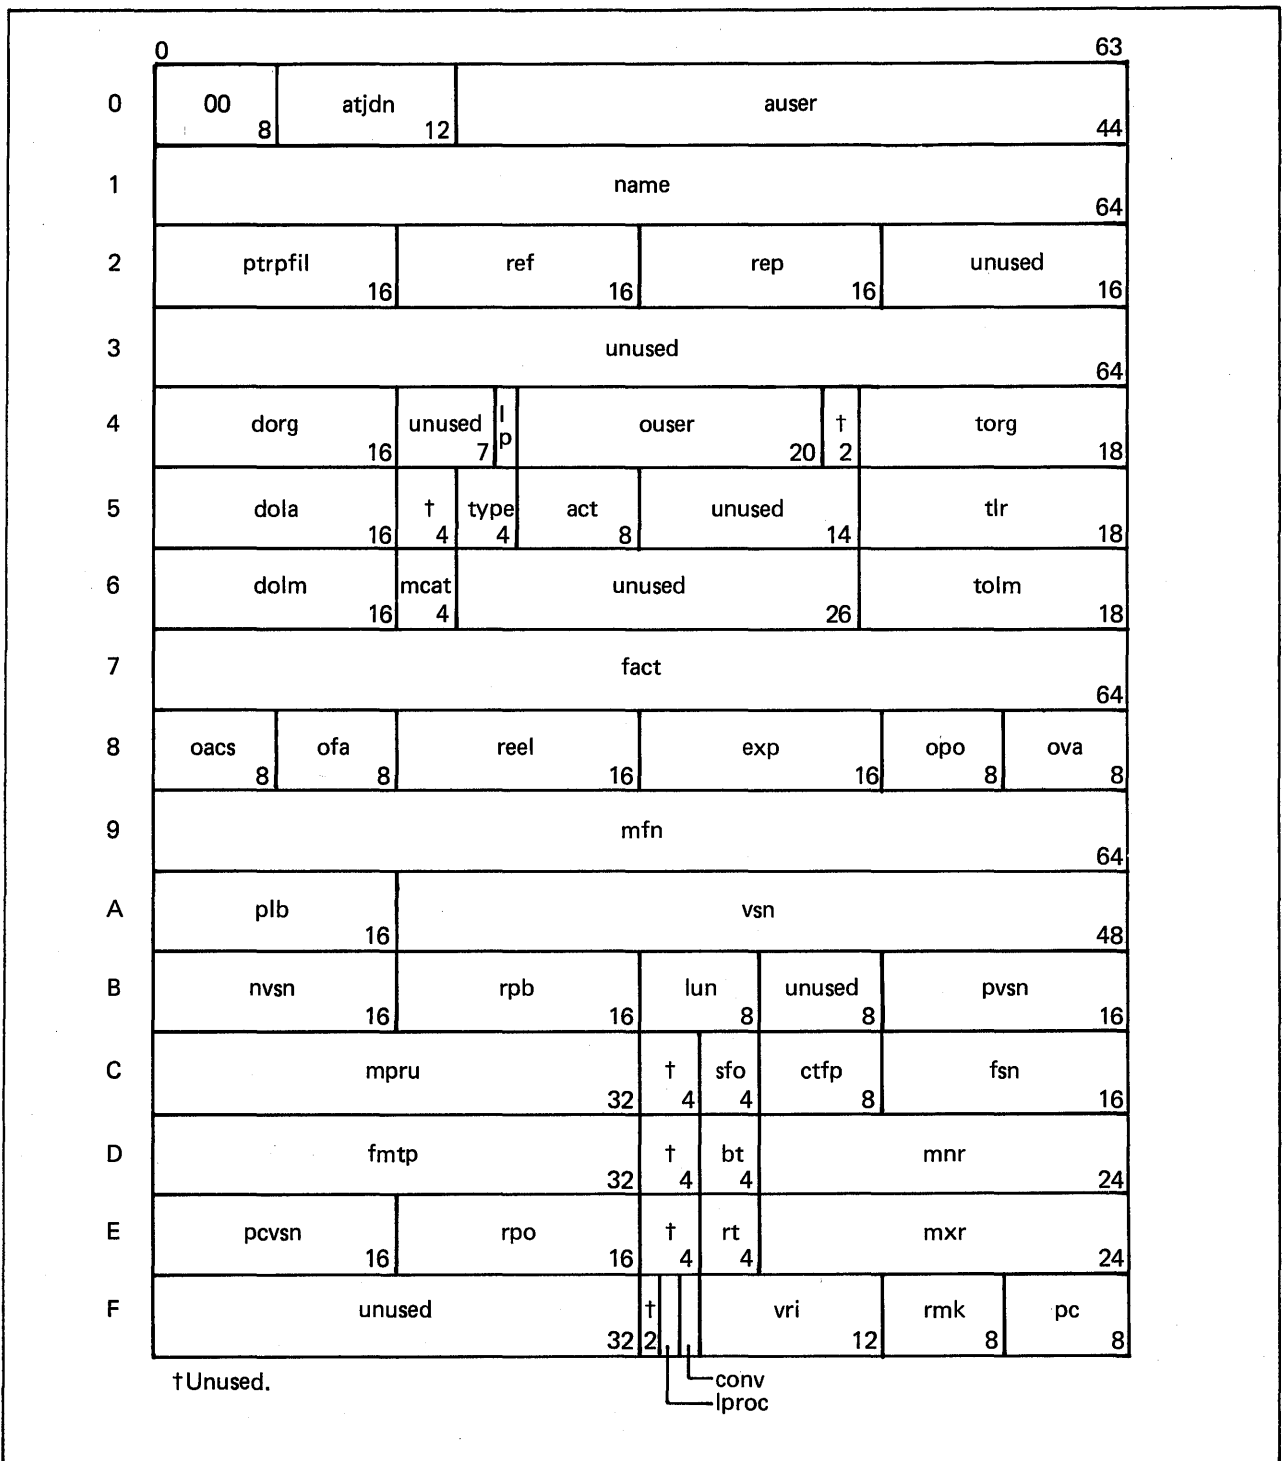 0 63
0 00 8 atjdn 12 auser 44
1 name 64
2 ptrpfil 16 ref 16 rep 16 unused 16
3 unused 64
4 dorg 16 unused 7 lp ouser 20 † 2 torg 18
5 dola 16 † 4 type 4 act 8 unused 14 tlr 18
6 dolm 16 mcat 4 unused 26 tolm 18
7 fact 64
8 oacs 8 ofa 8 reel 16 exp 16 opo 8 ova 8
9 mfn 64
A plb 16 vsn 48
B nvsn 16 rpb 16 lun 8 unused 8 pvsn 16
C mpru 32 † 4 sfo 4 ctfp 8 fsn 16
D fmtp 32 † 4 bt 4 mnr 24
E pcvsn 16 rpo 16 † 4 rt 4 mxr 24
F unused 32 † 2 vri 12 rmk 8 pc 8
†Unused.
conv
lproc